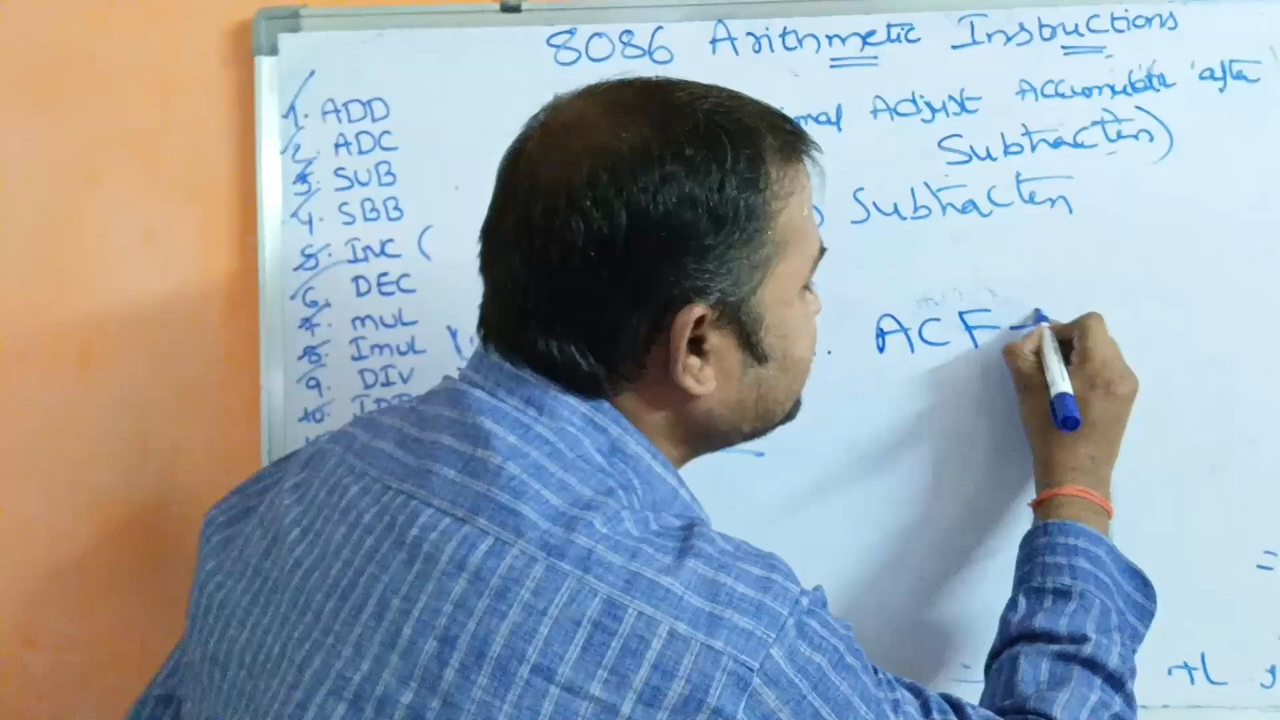 8086 Arithmetic Instructions
1. ADD
2. ADC
3. SUB
4. SBB
5. INC (
6. DEC
7. MUL
8. Imul
9. DIV
10.
Adjust Accumulator after
Subtraction)
Subtraction
ACF
+L